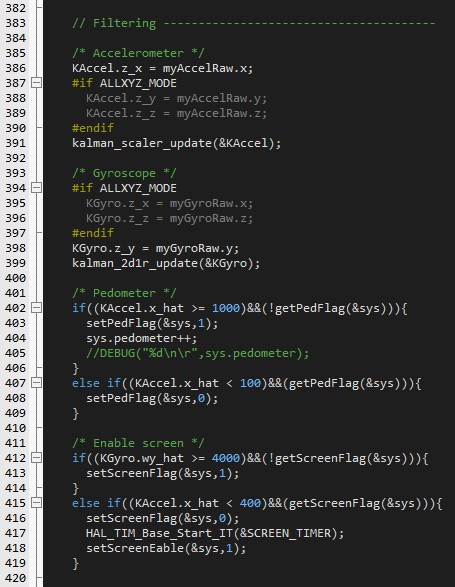 382
383 // Filtering --------------------------------------
384
385 /* Accelerometer */
386 KAccel.z_x = myAccelRaw.x;
387 #if ALLXYZ_MODE
388 KAccel.z_y = myAccelRaw.y;
389 KAccel.z_z = myAccelRaw.z;
390 #endif
391 kalman_scaler_update(&KAccel);
392
393 /* Gyroscope */
394 #if ALLXYZ_MODE
395 KGyro.z_x = myGyroRaw.x;
396 KGyro.z_z = myGyroRaw.z;
397 #endif
398 KGyro.z_y = myGyroRaw.y;
399 kalman_2d1r_update(&KGyro);
400
401 /* Pedometer */
402 if((KAccel.x_hat >= 1000)&&(!getPedFlag(&sys))){
403 setPedFlag(&sys,1);
404 sys.pedometer++;
405 //DEBUG("%d\n\r",sys.pedometer);
406 }
407 else if((KAccel.x_hat < 100)&&(getPedFlag(&sys))){
408 setPedFlag(&sys,0);
409 }
410
411 /* Enable screen */
412 if((KGyro.wy_hat >= 4000)&&(!getScreenFlag(&sys))){
413 setScreenFlag(&sys,1);
414 }
415 else if((KAccel.x_hat < 400)&&(getScreenFlag(&sys))){
416 setScreenFlag(&sys,0);
417 HAL_TIM_Base_Start_IT(&SCREEN_TIMER);
418 setScreenEable(&sys,1);
419 }
420